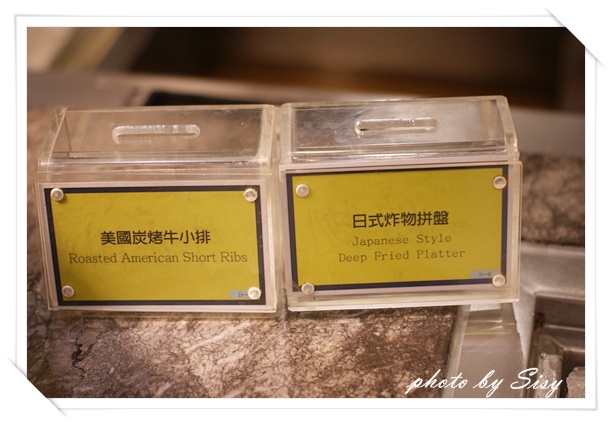 美國炭烤牛小排
Roasted American Short Ribs
日式炸物拼盤
Japanese Style
Deep Fried Platter
photo by Sisy